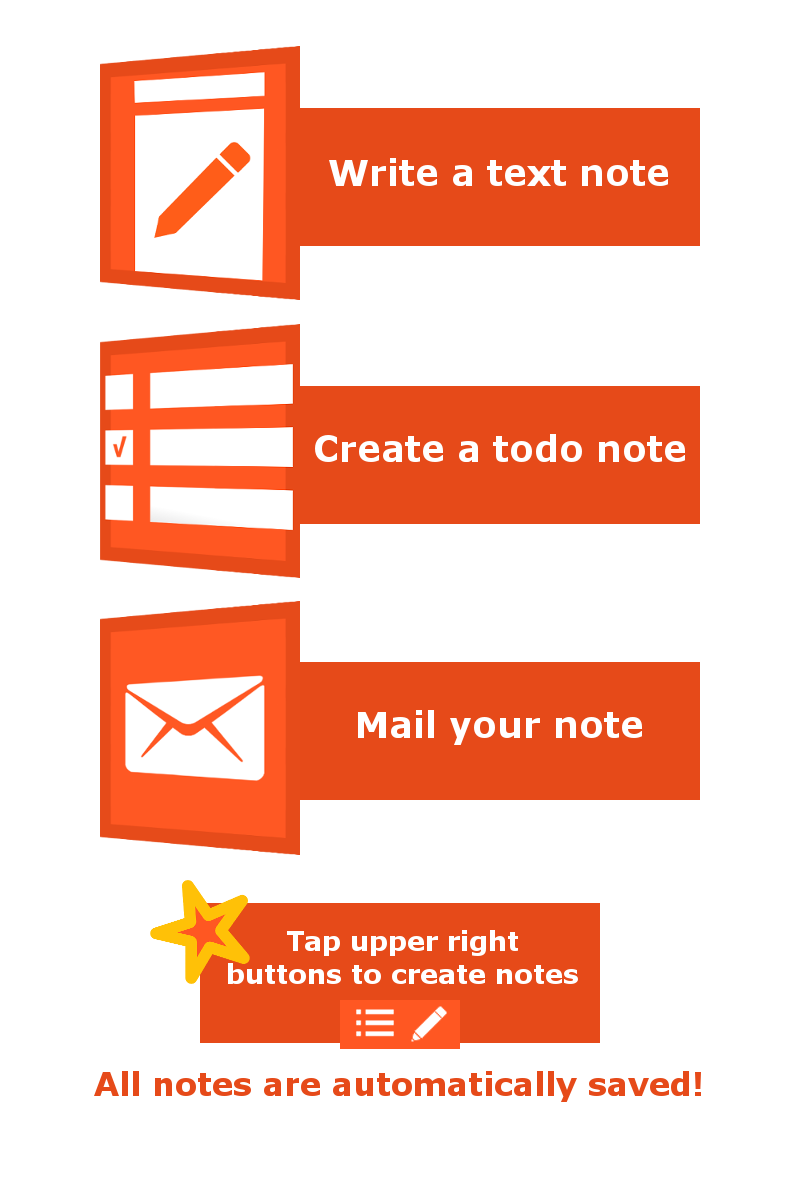 Write a text note
Create a todo note
√
Mail your note
Tap upper right
buttons to create notes
All notes are automatically saved!